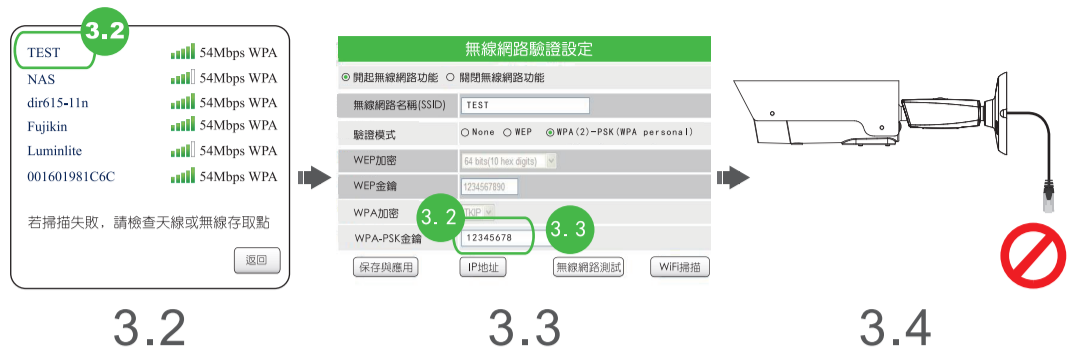 3.2
TEST 54Mbps WPA
NAS 54Mbps WPA
dir615-11n 54Mbps WPA
Fujikin 54Mbps WPA
Luminlite 54Mbps WPA
001601981C6C 54Mbps WPA
若掃描失敗，請檢查天線或無線存取點
返回
3.2
無線網路驗證設定
開起無線網路功能 關閉無線網路功能
無線網路名稱(SSID) TEST
驗證模式 None WEP WPA(2)-PSK(WPA personal)
WEP加密 64 bits(10 hex digits)
WEP金鑰 1234567890
WPA加密 TKIP
3.2
3.3
WPA-PSK金鑰 12345678
保存與應用 IP地址 無線網路測試 WiFi掃描
3.3
3.4